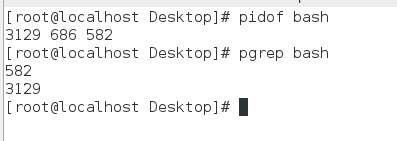 [root@localhost Desktop]# pidof bash
3129 686 582
[root@localhost Desktop]# pgrep bash
582
3129
[root@localhost Desktop]#